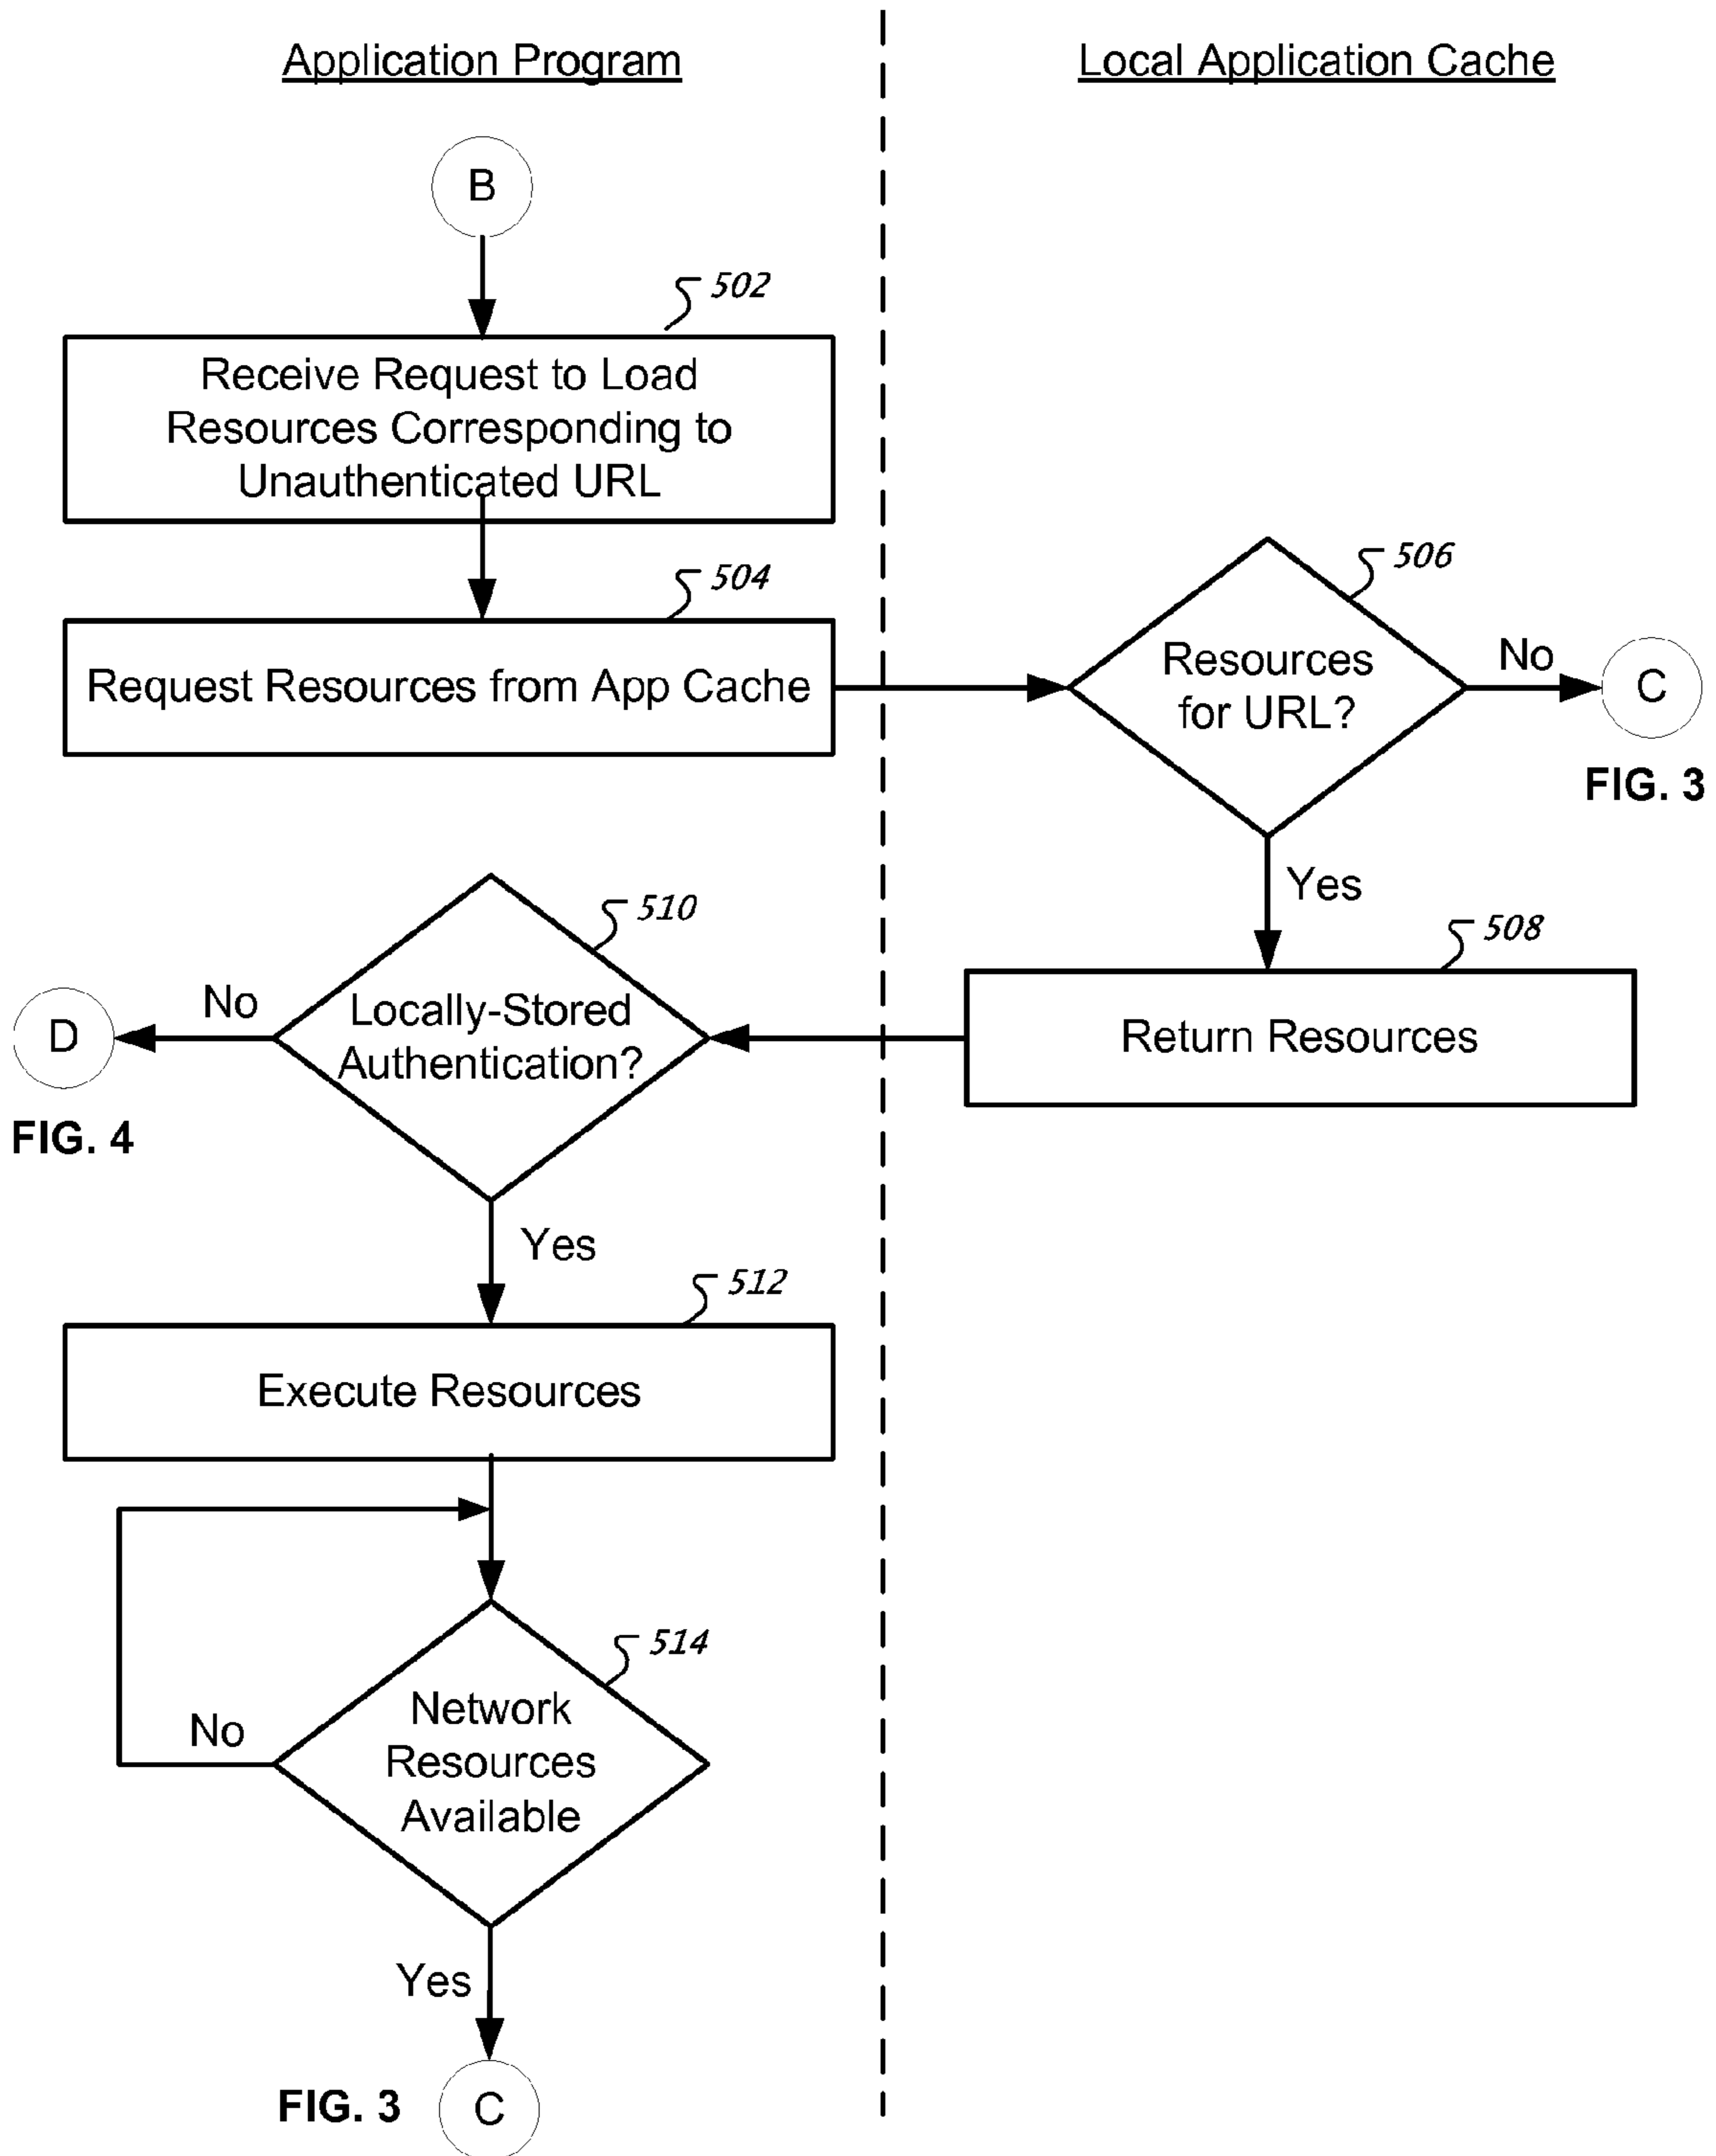 Application Program
Local Application Cache
B
502
Receive Request to Load
Resources Corresponding to
Unauthenticated URL
504
Request Resources from App Cache
506
Resources
for URL?
No
C
FIG. 3
Yes
508
Return Resources
510
Locally-Stored
Authentication?
No
D
FIG. 4
Yes
512
Execute Resources
514
Network
Resources
Available
No
Yes
FIG. 3
C